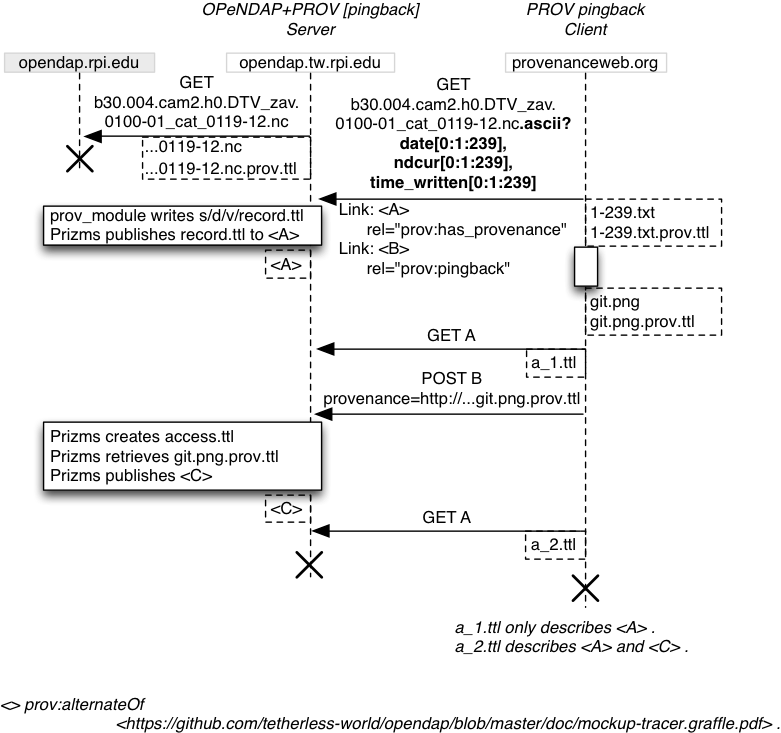 OPeNDAP+PROV [pingback]
Server
PROV pingback
Client
opendap.rpi.edu
opendap.tw.rpi.edu
provenanceweb.org
GET
b30.004.cam2.h0.DTV_zav.
0100-01_cat_0119-12.nc
...0119-12.nc
...0119-12.nc.prov.ttl
GET
b30.004.cam2.h0.DTV_zav.
0100-01_cat_0119-12.nc.ascii?
date[0:1:239],
ndcur[0:1:239],
time_written[0:1:239]
prov_module writes s/d/v/record.ttl
Prizms publishes record.ttl to <A>
<A>
Link: <A>
rel="prov:has_provenance"
Link: <B>
rel="prov:pingback"
1-239.txt
1-239.txt.prov.ttl
git.png
git.png.prov.ttl
GET A
a_1.ttl
POST B
provenance=http://...git.png.prov.ttl
Prizms creates access.ttl
Prizms retrieves git.png.prov.ttl
Prizms publishes <C>
<C>
GET A
a_2.ttl
a_1.ttl only describes <A> .
a_2.ttl describes <A> and <C> .
<> prov:alternateOf
<https://github.com/tetherless-world/opendap/blob/master/doc/mockup-tracer.graffle.pdf> .